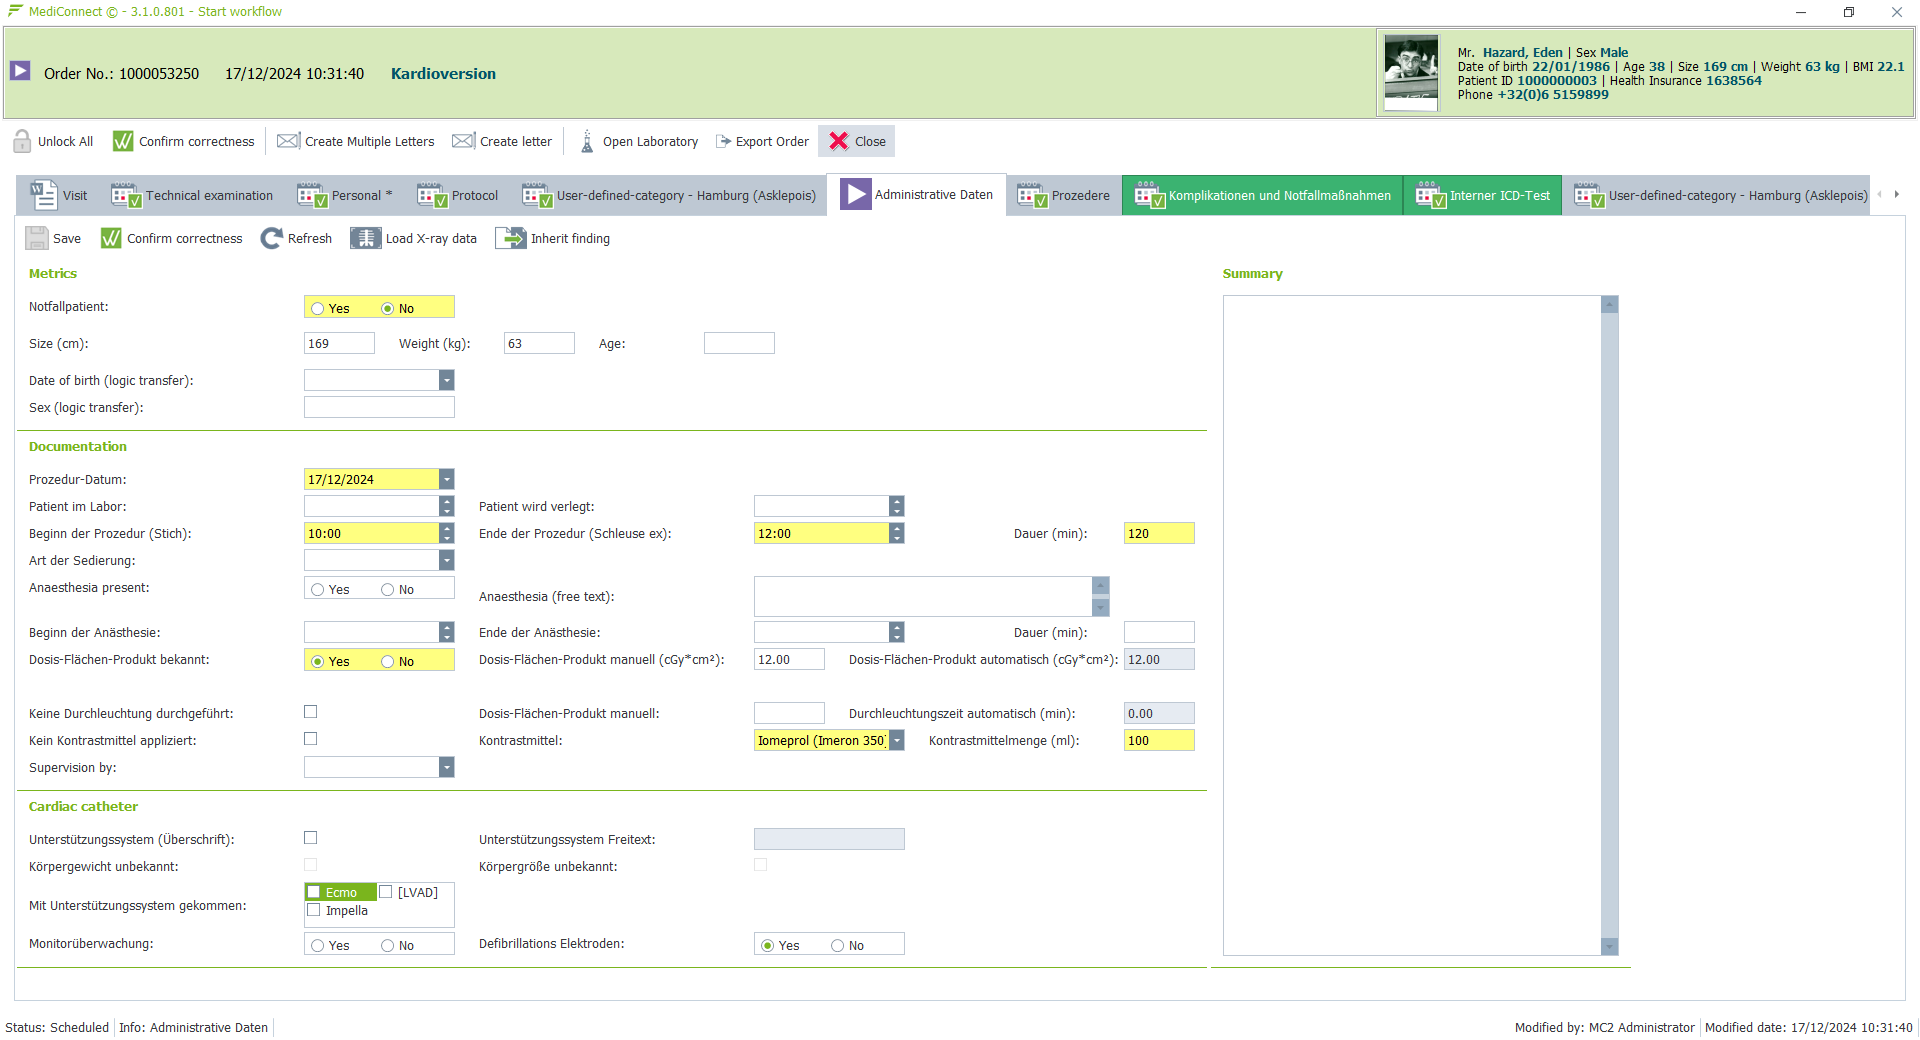 MediConnect © - 3.1.0.801 - Start workflow
Order No.: 1000053250 17/12/2024 10:31:40 Kardioversion
Mr. Hazard, Eden | Sex Male
Date of birth 22/01/1986 | Age 38 | Size 169 cm | Weight 63 kg | BMI 22.1
Patient ID 1000000003 | Health Insurance 1638564
Phone +32(0)6 5159899
Unlock All Confirm correctness Create Multiple Letters Create letter Open Laboratory Export Order Close
Visit Technical examination Personal * Protocol User-defined-category - Hamburg (Asklepois) Administrative Daten Prozedere Komplikationen und Notfallmaßnahmen Interner ICD-Test User-defined-category - Hamburg (Asklepois)
Save Confirm correctness Refresh Load X-ray data Inherit finding
Metrics
Notfallpatient: Yes No
Size (cm): 169 Weight (kg): 63 Age:
Date of birth (logic transfer):
Sex (logic transfer):
Documentation
Prozedur-Datum: 17/12/2024
Patient im Labor: Patient wird verlegt:
Beginn der Prozedur (Stich): 10:00 Ende der Prozedur (Schleuse ex): 12:00 Dauer (min): 120
Art der Sedierung:
Anaesthesia present: Yes No Anaesthesia (free text):
Beginn der Anästhesie: Ende der Anästhesie: Dauer (min):
Dosis-Flächen-Produkt bekannt: Yes No Dosis-Flächen-Produkt manuell (cGy*cm²): 12.00 Dosis-Flächen-Produkt automatisch (cGy*cm²): 12.00
Keine Durchleuchtung durchgeführt: Dosis-Flächen-Produkt manuell: Durchleuchtungszeit automatisch (min): 0.00
Kein Kontrastmittel appliziert: Kontrastmittel: Iomeprol (Imeron 350) Kontrastmittelmenge (ml): 100
Supervision by:
Cardiac catheter
Unterstützungssystem (Überschrift): Unterstützungssystem Freitext:
Körpergewicht unbekannt: Körpergröße unbekannt:
Mit Unterstützungssystem gekommen: Ecmo [LVAD]
Impella
Monitorüberwachung: Yes No Defibrillations Elektroden: Yes No
Summary
Status: Scheduled Info: Administrative Daten Modified by: MC2 Administrator Modified date: 17/12/2024 10:31:40